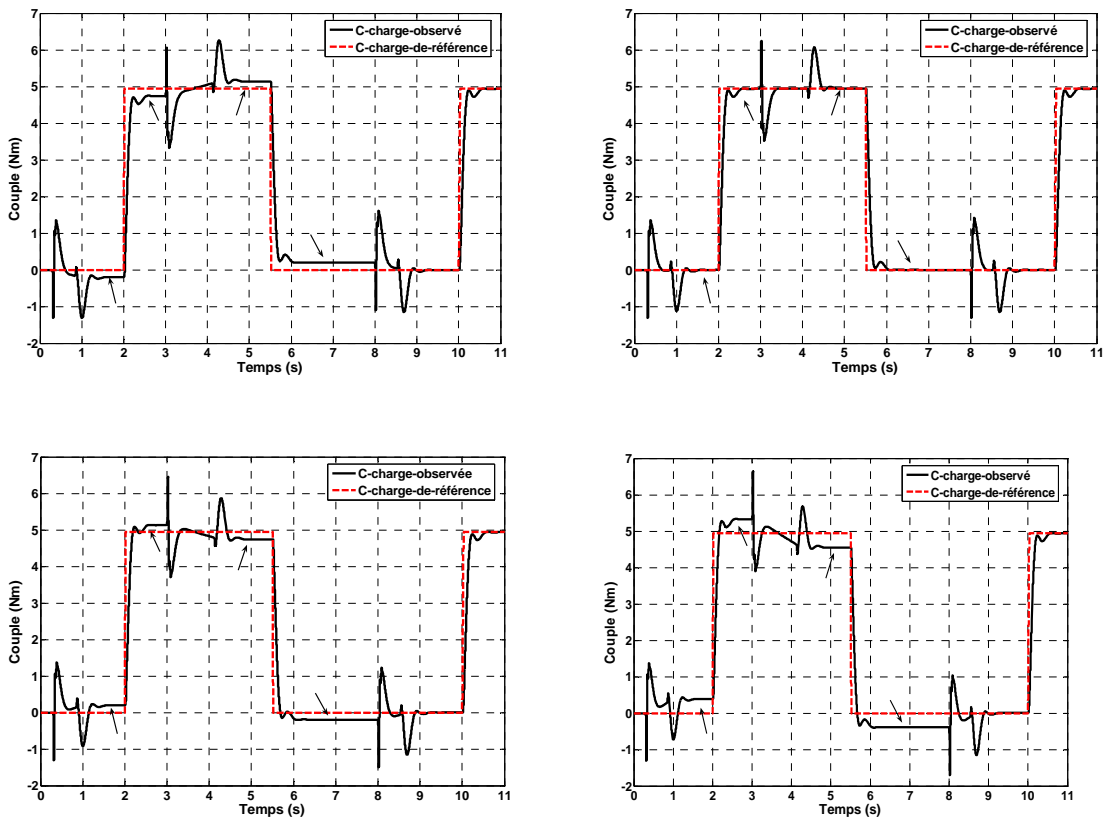 7
6
5
4
3
2
1
0
-1
-2
Couple (Nm)
C-charge-observé
C-charge-de-référence
0 1 2 3 4 5 6 7 8 9 10 11
Temps (s)
7
6
5
4
3
2
1
0
-1
-2
Couple (Nm)
C-charge-observé
C-charge-de-référence
0 1 2 3 4 5 6 7 8 9 10 11
Temps (s)
7
6
5
4
3
2
1
0
-1
-2
Couple (Nm)
C-charge-observée
C-charge-de-référence
0 1 2 3 4 5 6 7 8 9 10 11
Temps (s)
7
6
5
4
3
2
1
0
-1
-2
Couple (Nm)
C-charge-observé
C-charge-de-référence
0 1 2 3 4 5 6 7 8 9 10 11
Temps (s)